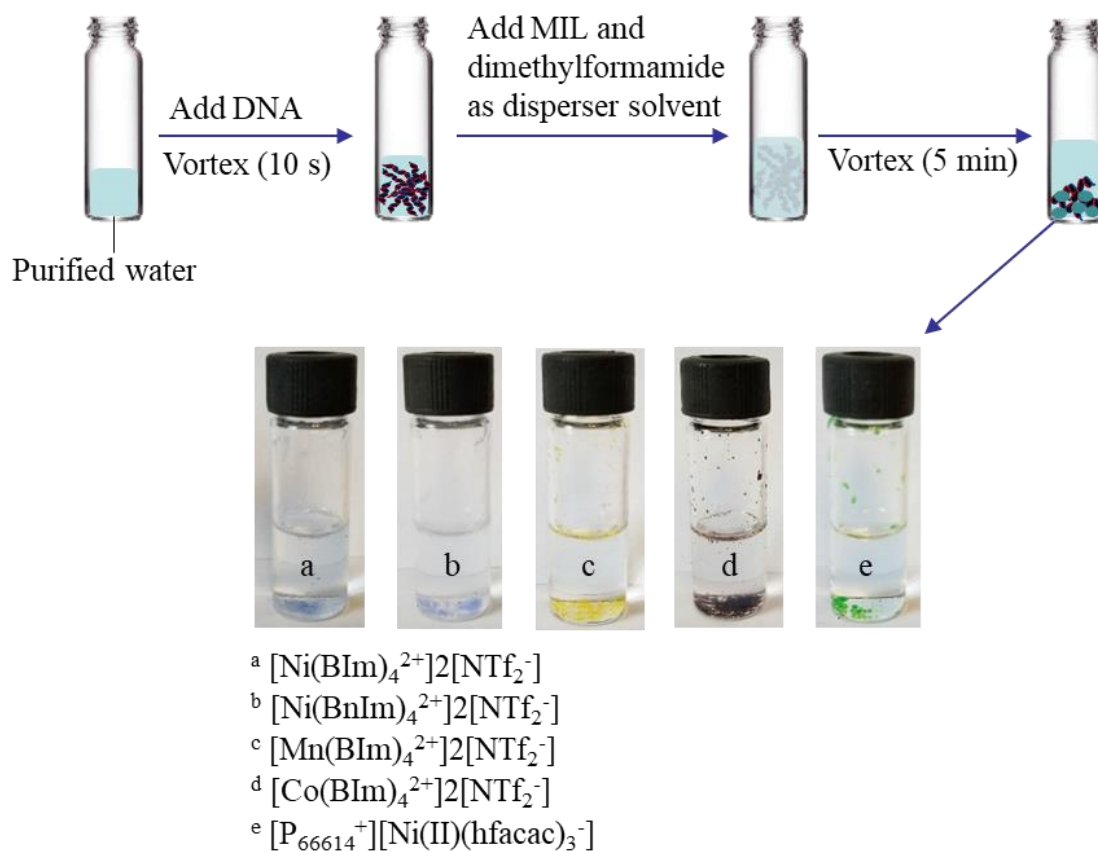 Add DNA
Vortex (10 s)
Add MIL and
dimethylformamide
as disperser solvent
Vortex (5 min)
Purified water
a
b
c
d
e
ᵃ [Ni(BIm)₄²⁺]2[NTf₂⁻]
ᵇ [Ni(BnIm)₄²⁺]2[NTf₂⁻]
ᶜ [Mn(BIm)₄²⁺]2[NTf₂⁻]
ᵈ [Co(BIm)₄²⁺]2[NTf₂⁻]
ᵉ [P₆₆₆₁₄⁺][Ni(II)(hfacac)₃⁻]